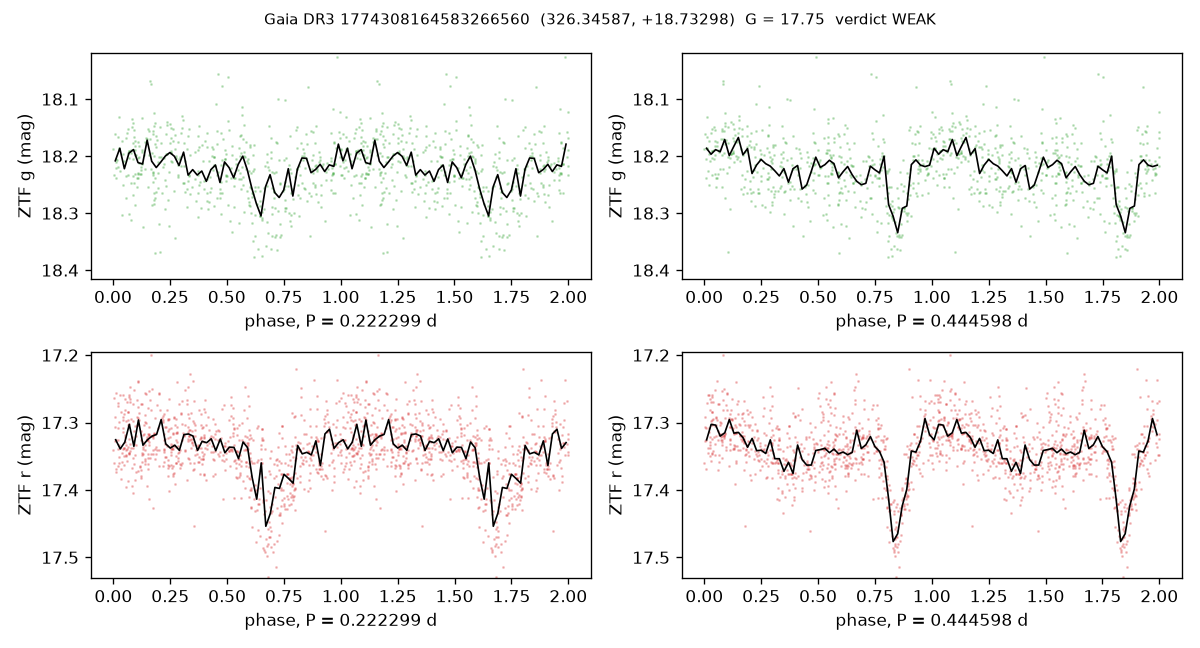 Gaia DR3 1774308164583266560  (326.34587, +18.73298)  G = 17.75  verdict WEAK
ZTF g (mag)
18.1
18.2
18.3
18.4
0.00 0.25 0.50 0.75 1.00 1.25 1.50 1.75 2.00
phase, P = 0.222299 d
ZTF g (mag)
18.1
18.2
18.3
18.4
0.00 0.25 0.50 0.75 1.00 1.25 1.50 1.75 2.00
phase, P = 0.444598 d
ZTF r (mag)
17.2
17.3
17.4
17.5
0.00 0.25 0.50 0.75 1.00 1.25 1.50 1.75 2.00
phase, P = 0.222299 d
ZTF r (mag)
17.2
17.3
17.4
17.5
0.00 0.25 0.50 0.75 1.00 1.25 1.50 1.75 2.00
phase, P = 0.444598 d